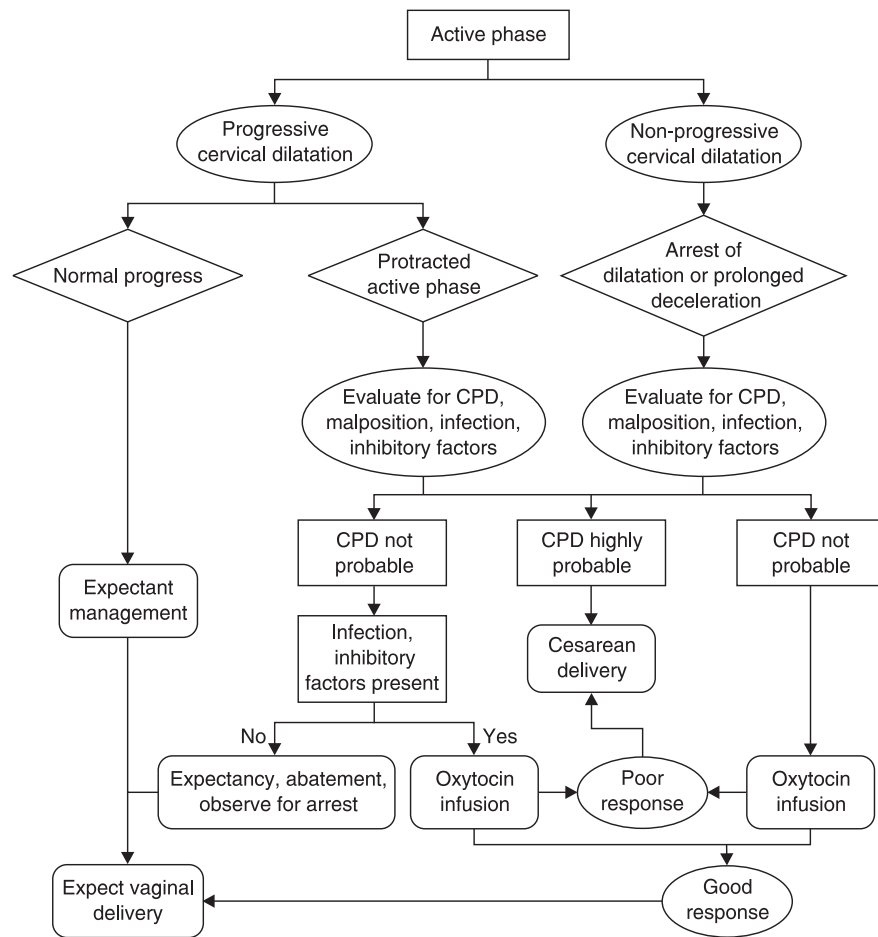 Active phase
Progressive
cervical dilatation
Non-progressive
cervical dilatation
Normal progress
Protracted
active phase
Arrest of
dilatation or prolonged
deceleration
Evaluate for CPD,
malposition, infection,
inhibitory factors
Evaluate for CPD,
malposition, infection,
inhibitory factors
CPD not
probable
CPD highly
probable
CPD not
probable
Expectant
management
Infection,
inhibitory
factors present
Cesarean
delivery
No
Yes
Expectancy, abatement,
observe for arrest
Oxytocin
infusion
Poor
response
Oxytocin
infusion
Expect vaginal
delivery
Good
response